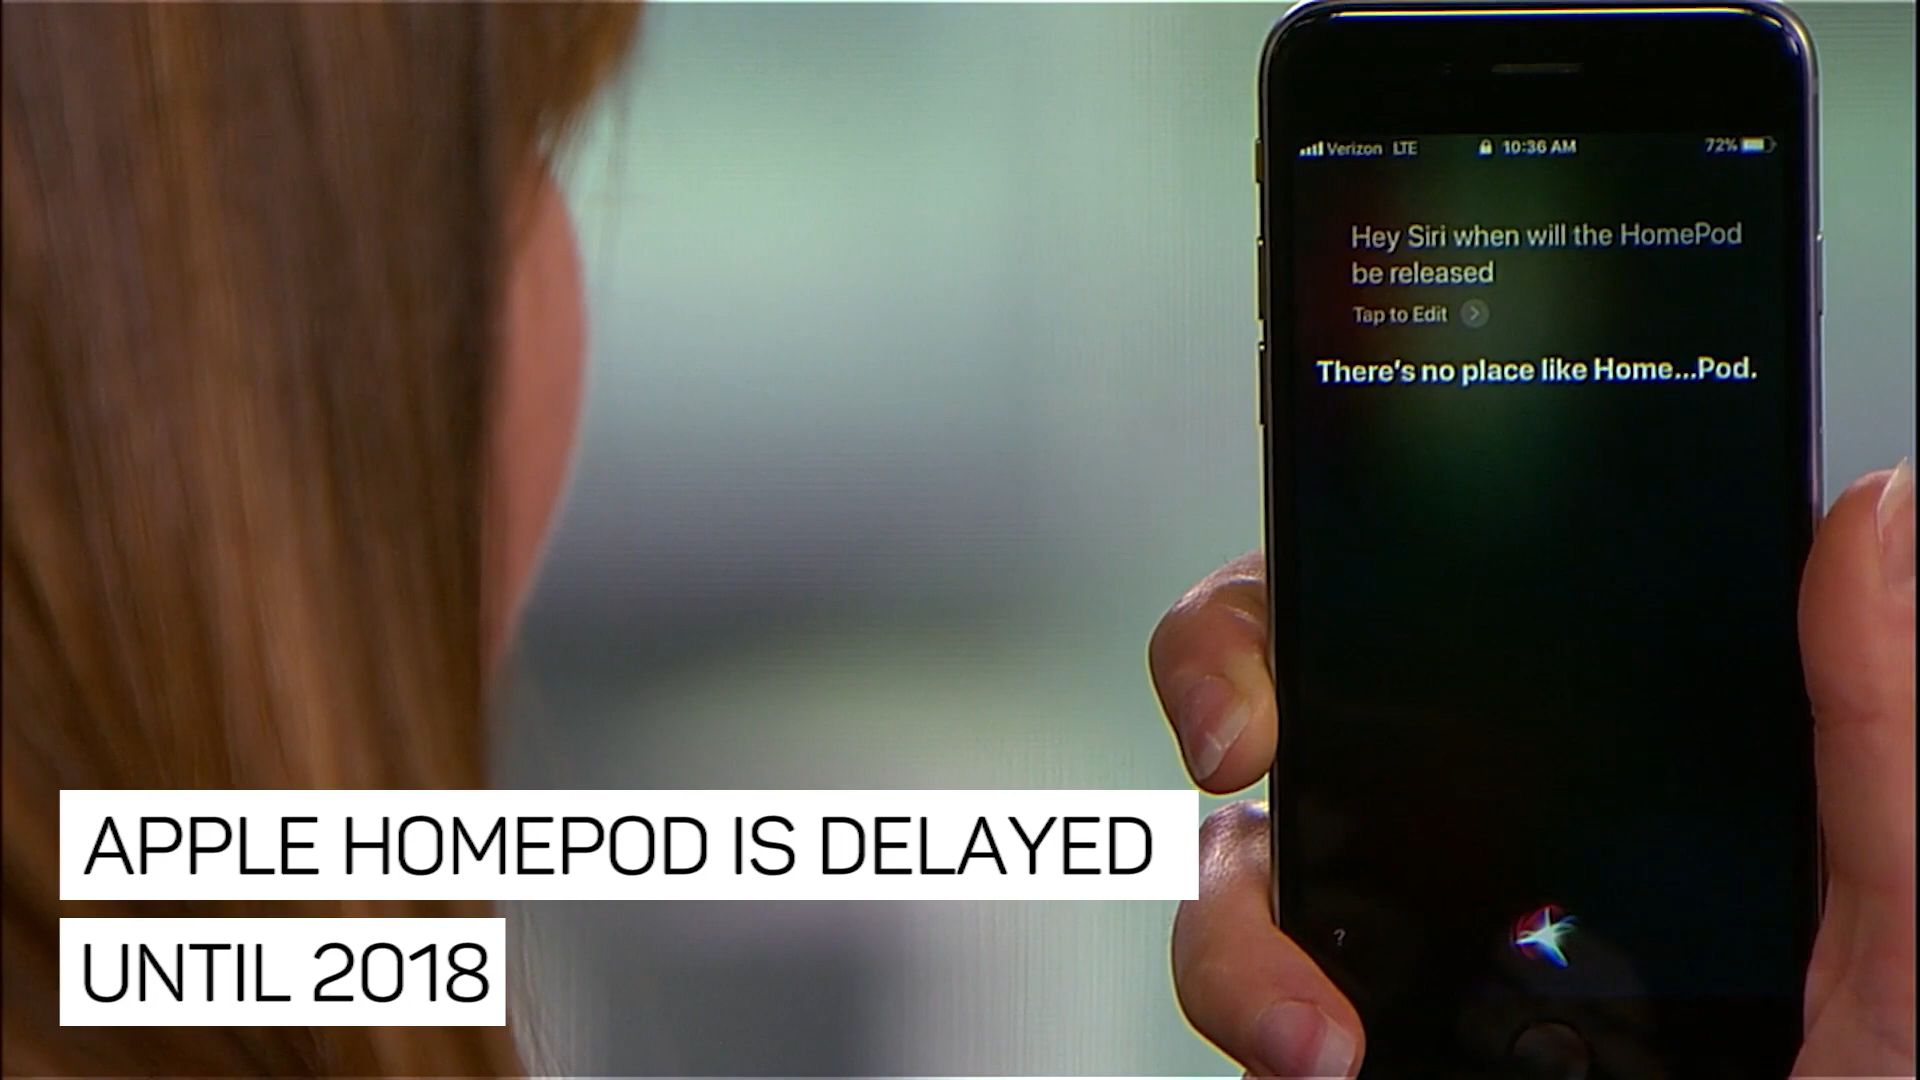 Verizon LTE 10:36 AM 72%
Hey Siri when will the HomePod
be released
Tap to Edit
There's no place like Home...Pod.
?
APPLE HOMEPOD IS DELAYED
UNTIL 2018